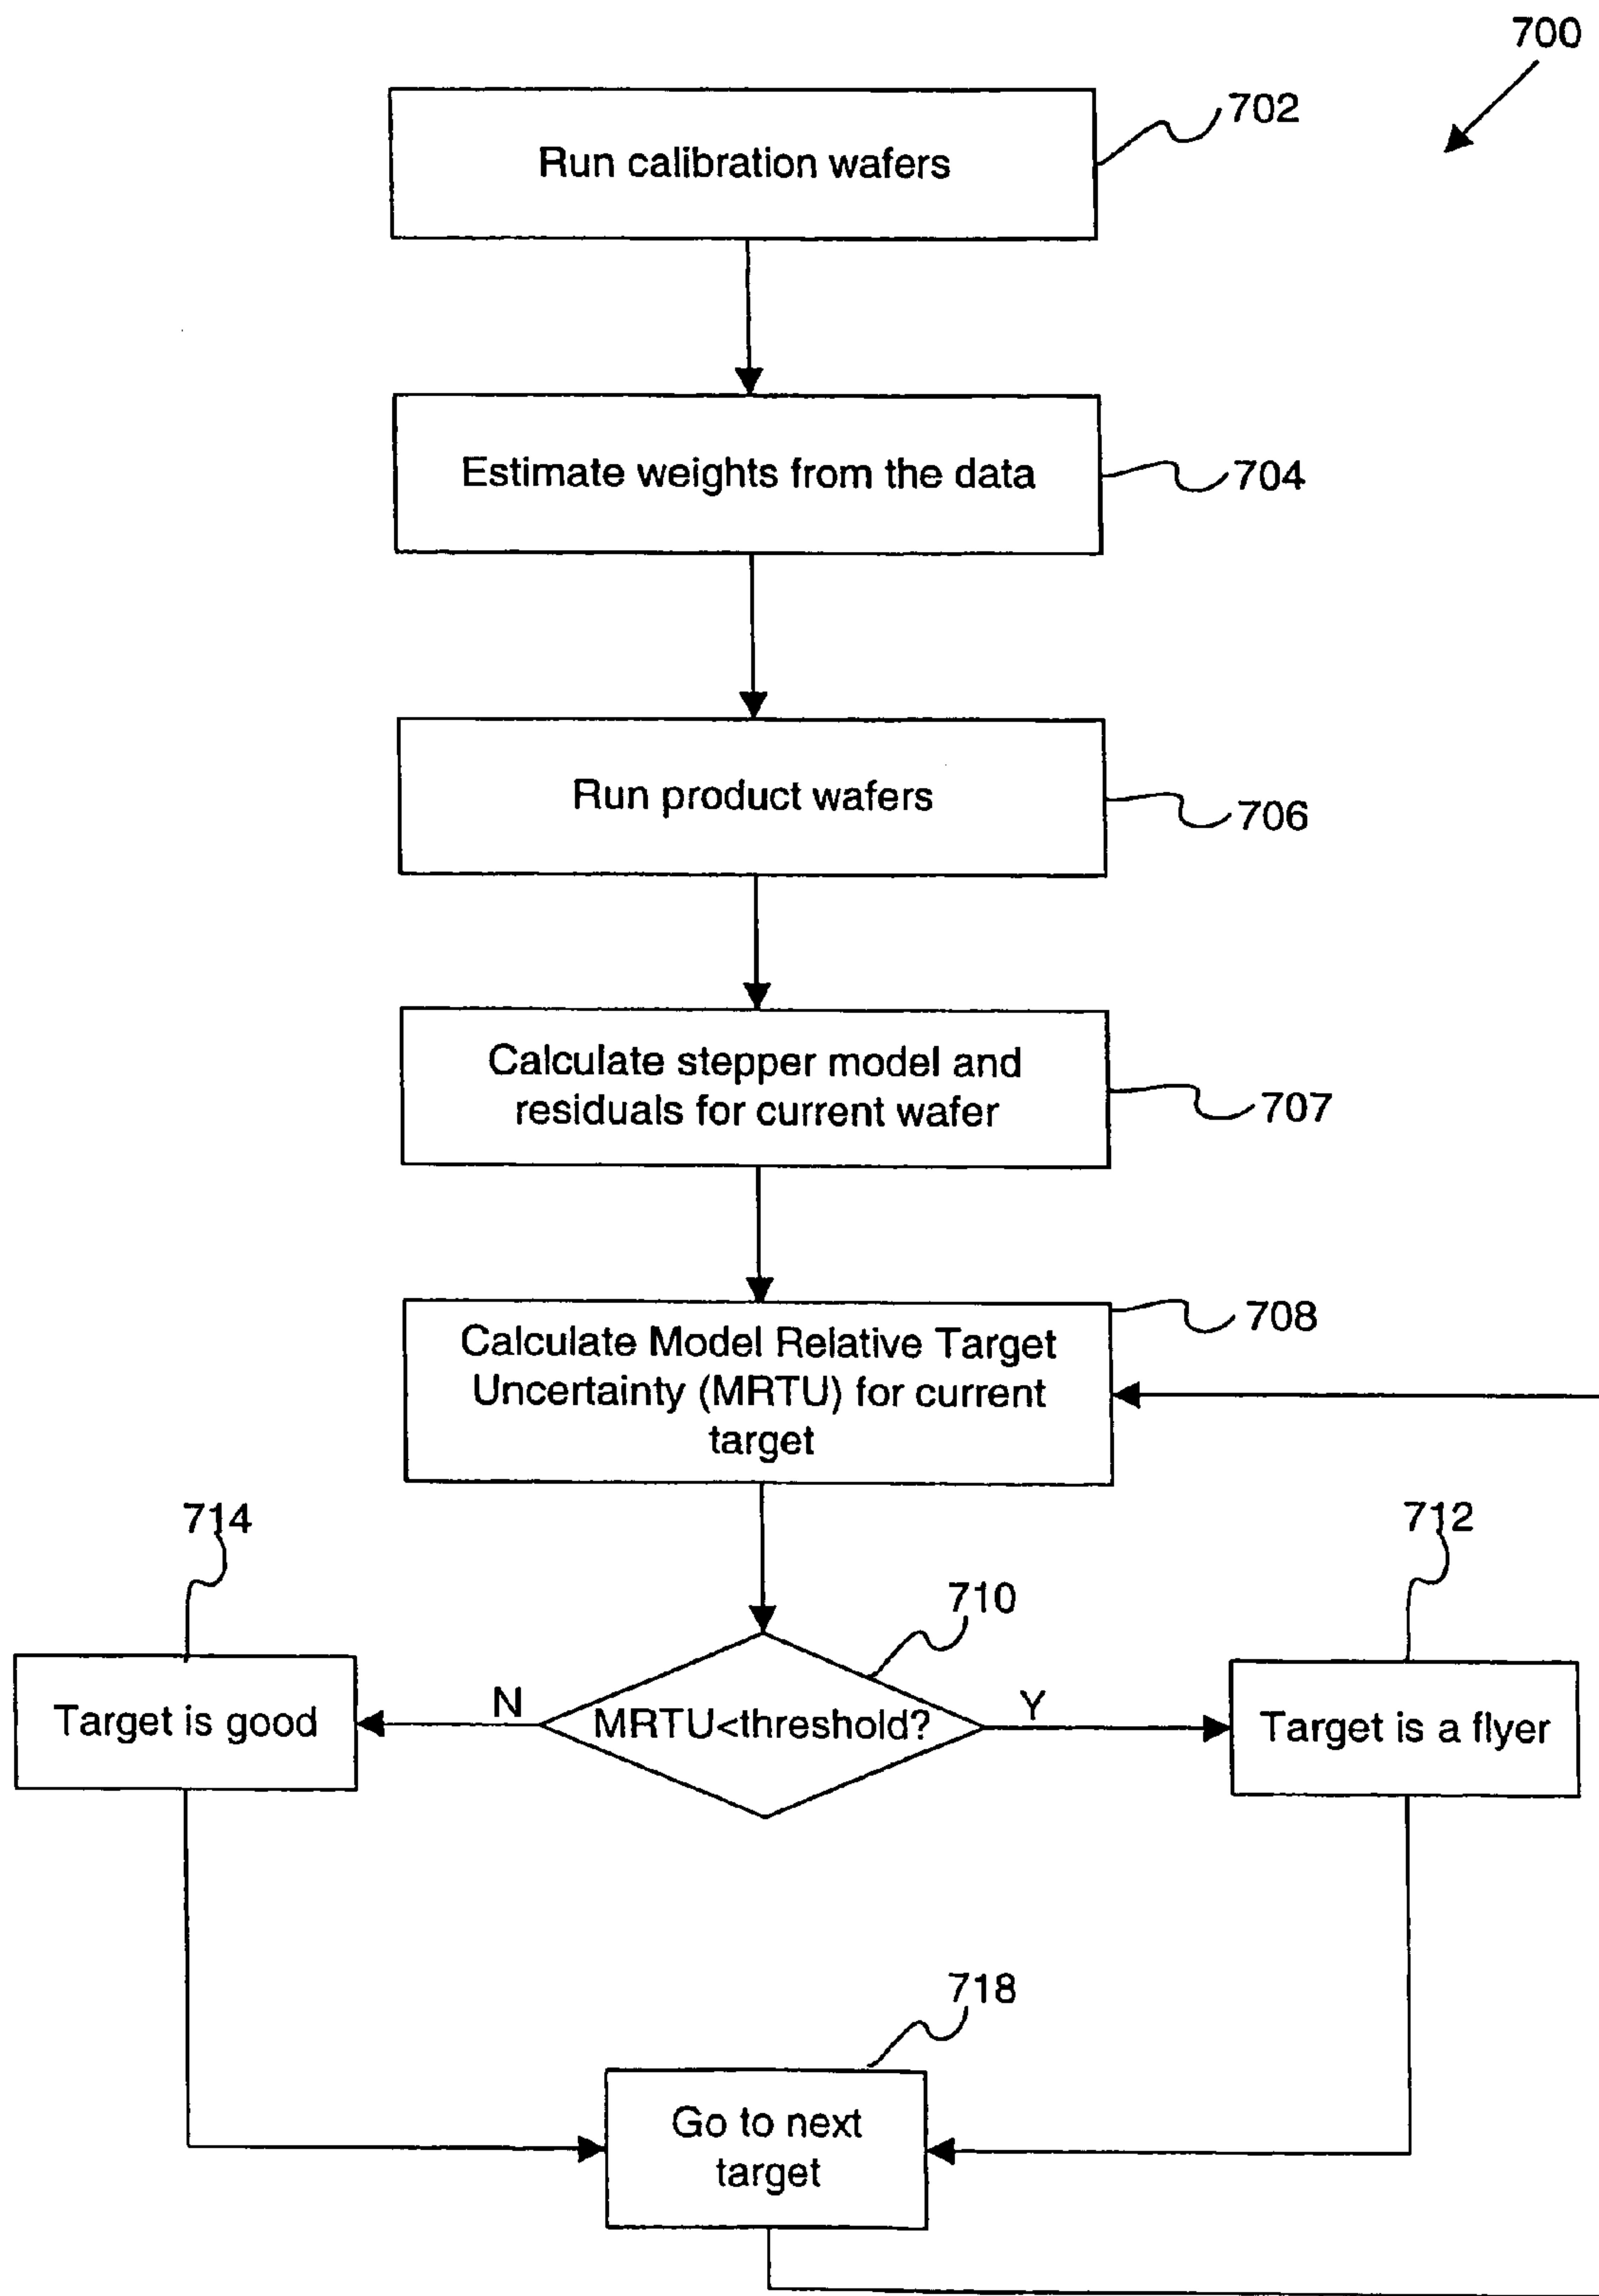 700
702
Run calibration wafers
Estimate weights from the data
704
Run product wafers
706
Calculate stepper model and
residuals for current wafer
707
708
Calculate Model Relative Target
Uncertainty (MRTU) for current
target
714
712
710
Target is good
N
MRTU<threshold?
Y
Target is a flyer
718
Go to next
target